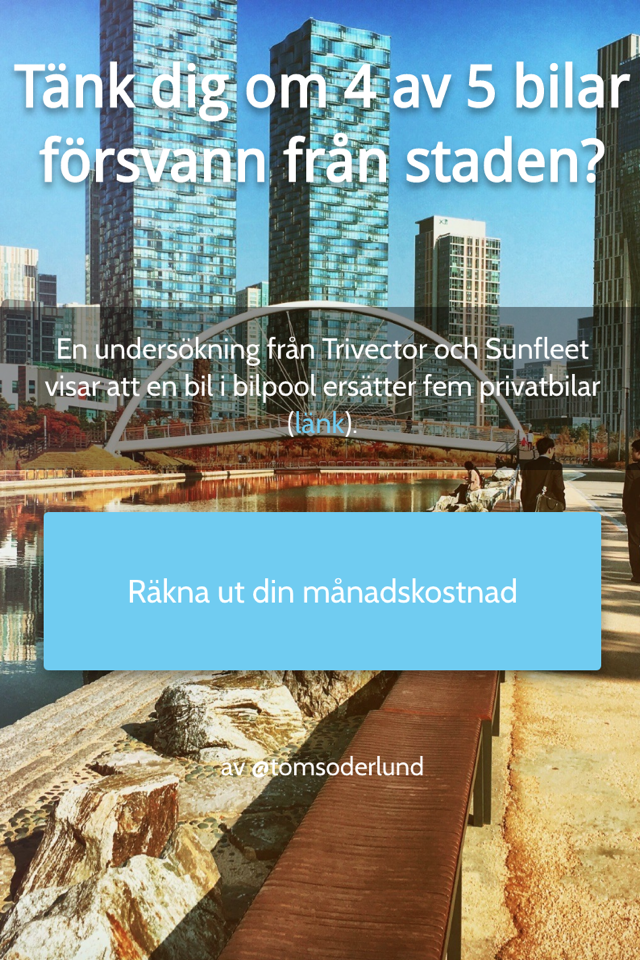 Tänk dig om 4 av 5 bilar
försvann från staden?
En undersökning från Trivector och Sunfleet
visar att en bil i bilpool ersätter fem privatbilar
(länk).
Räkna ut din månadskostnad
av @tomsoderlund